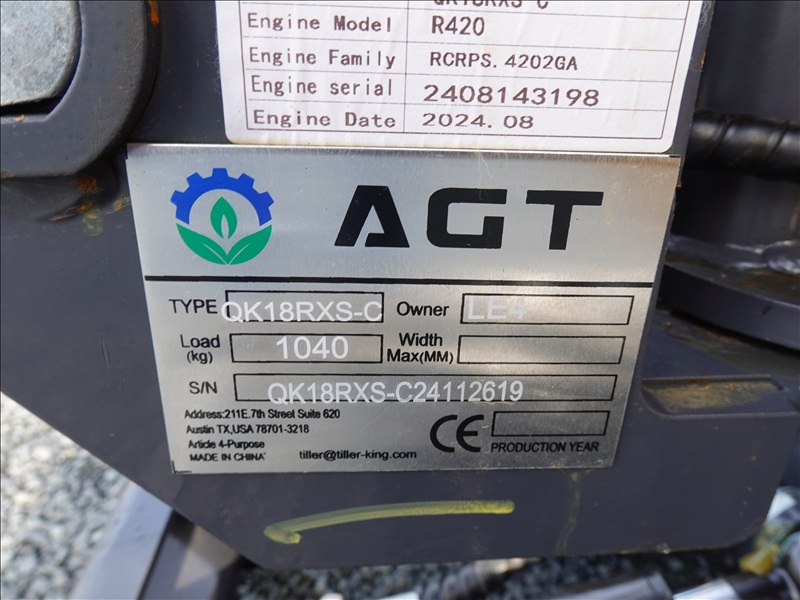 QK18RXS-C
Engine Model R420
Engine Family RCRPS. 4202GA
Engine serial 2408143198
Engine Date 2024.08
AGT
TYPE QK18RXS-C Owner LE4
Load (kg) 1040 Width Max(MM)
S/N QK18RXS-C24112619
Address:211E.7th Street Suite 620
Austin TX,USA 78701-3218
Article 4-Purpose
MADE IN CHINA tiller@tiller-king.com
CE PRODUCTION YEAR